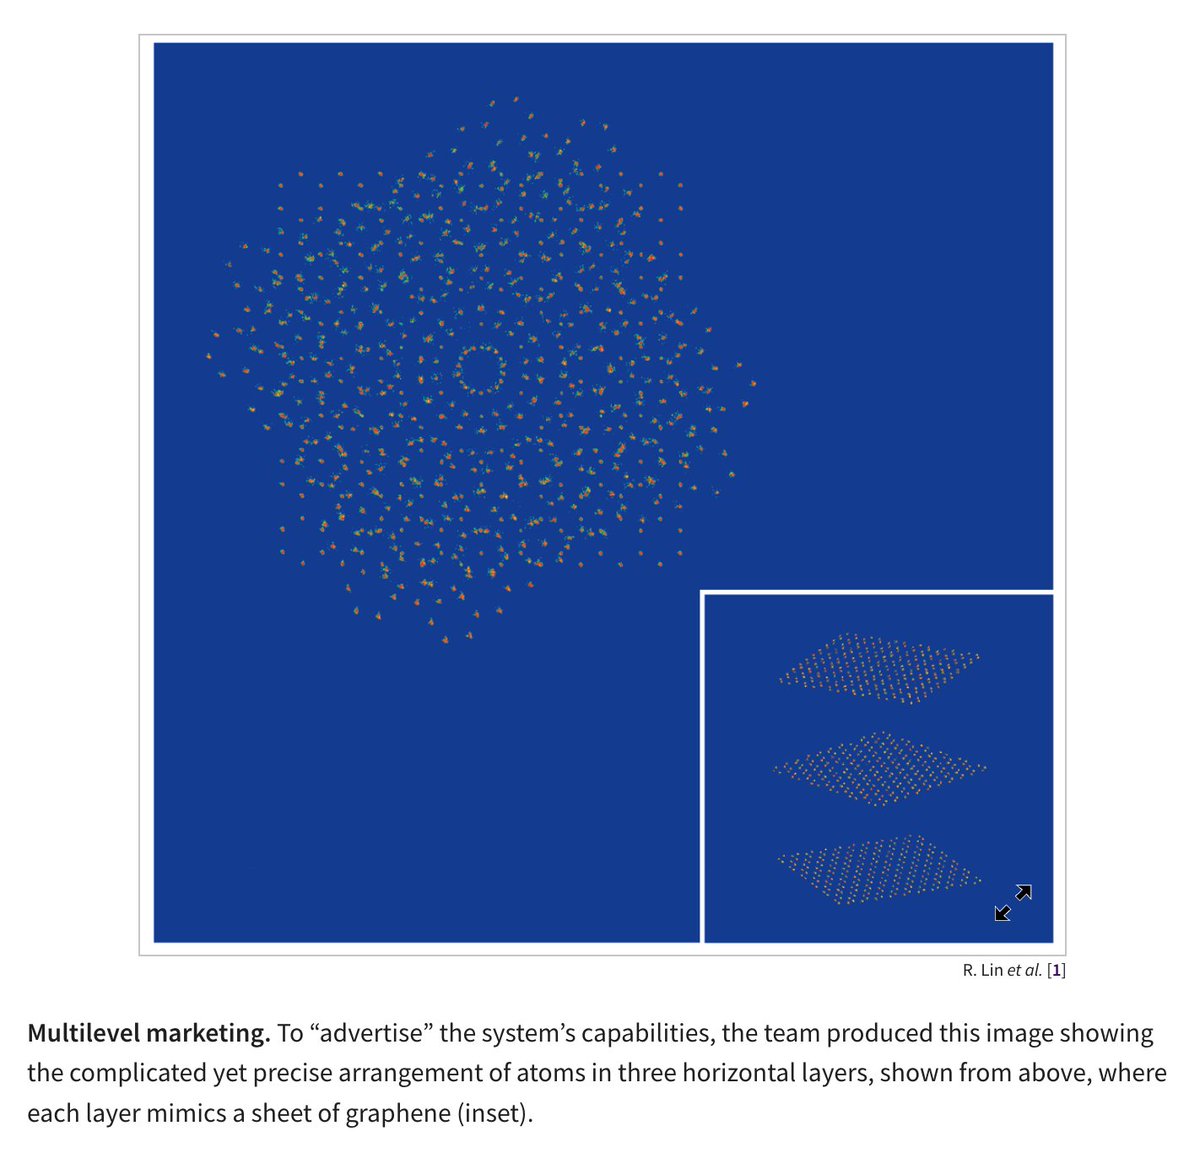 R. Lin et al. [1]
Multilevel marketing. To “advertise” the system’s capabilities, the team produced this image showing
the complicated yet precise arrangement of atoms in three horizontal layers, shown from above, where
each layer mimics a sheet of graphene (inset).